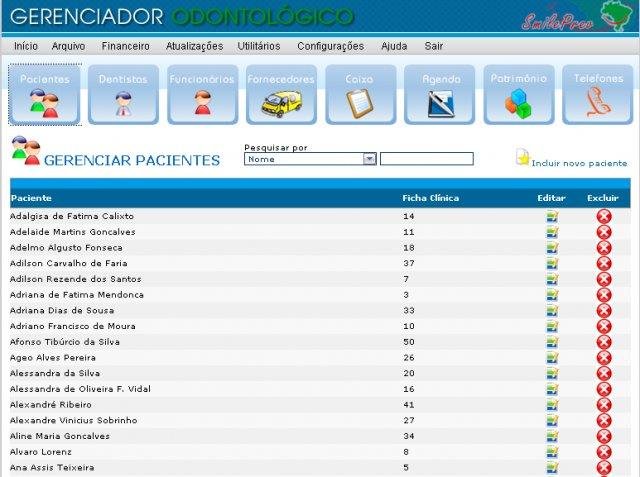 GERENCIADOR ODONTOLÓGICO
SmilePrev
Início Arquivo Financeiro Atualizações Utilitários Configurações Ajuda Sair
Pacientes Dentistas Funcionários Fornecedores Caixa Agenda Patrimônio Telefones
Pesquisar por
GERENCIAR PACIENTES Nome Incluir novo paciente
Paciente Ficha Clínica Editar Excluir
Adalgisa de Fatima Calixto 14
Adelaide Martins Goncalves 11
Adelmo Algusto Fonseca 18
Adilson Carvalho de Faria 37
Adilson Rezende dos Santos 7
Adriana de Fatima Mendonca 3
Adriana Dias de Sousa 33
Adriano Francisco de Moura 10
Afonso Tibúrcio da Silva 50
Ageo Alves Pereira 26
Alessandra da Silva 20
Alessandra de Oliveira F. Vidal 16
Alexandré Ribeiro 41
Alexandre Vinicius Sobrinho 27
Aline Maria Goncalves 34
Alvaro Lorenz 8
Ana Assis Teixeira 5